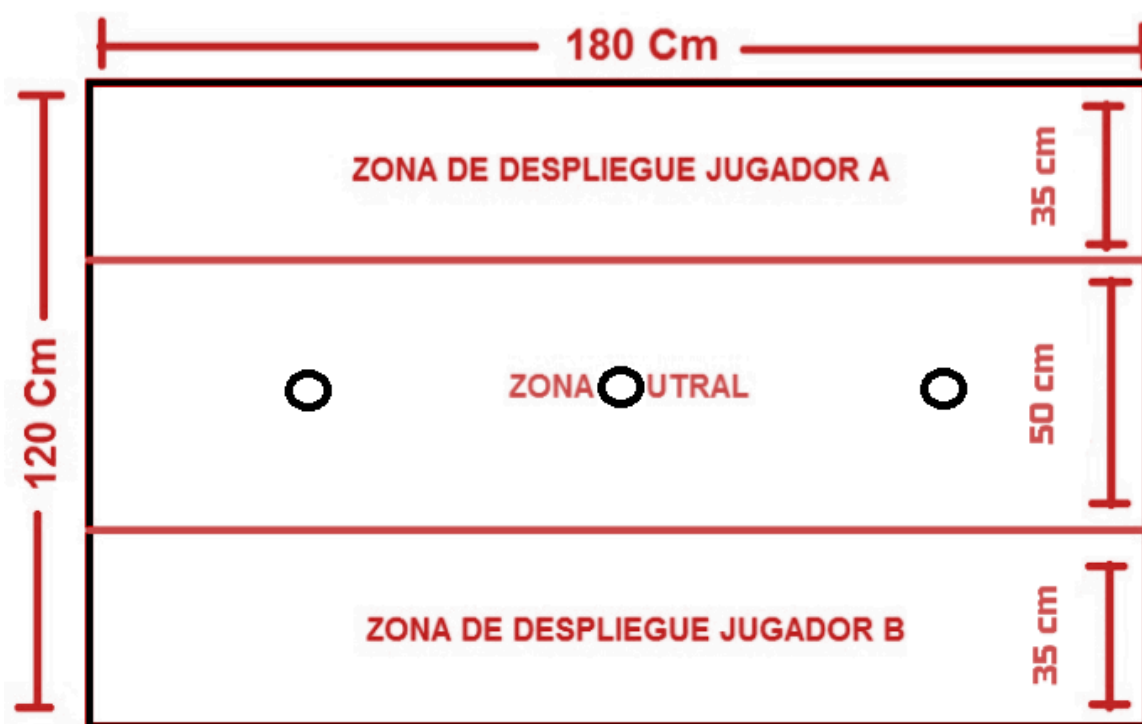 180 Cm
ZONA DE DESPLIEGUE JUGADOR A
35 cm
120 Cm
ZONA UTRAL
50 cm
ZONA DE DESPLIEGUE JUGADOR B
35 cm